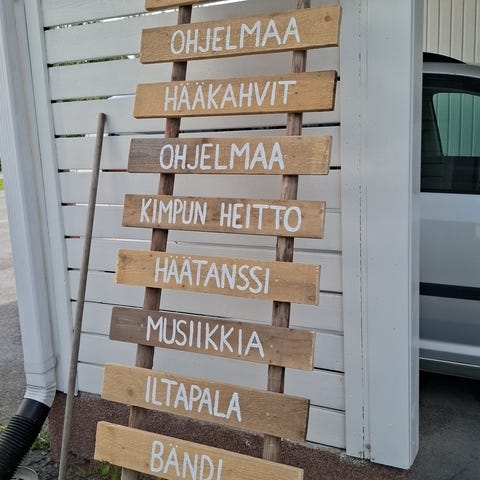 OHJELMAA
HÄÄKAHVIT
OHJELMAA
KIMPUN HEITTO
HÄÄTANSSI
MUSIIKKIA
ILTAPALA
BÄNDI